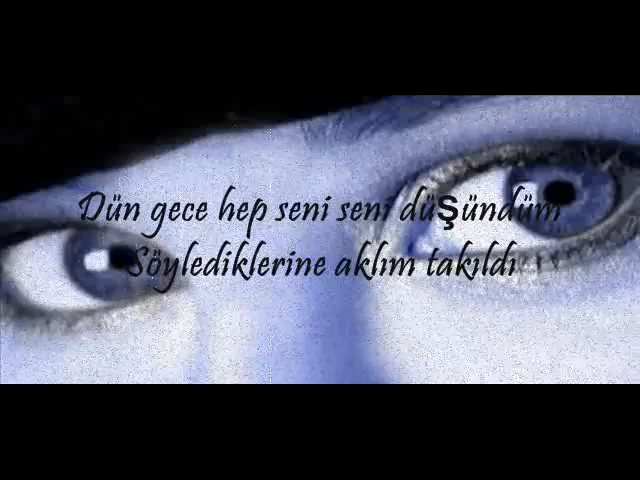 Dün gece hep seni seni düşündüm
Söylediklerine aklım takıldı